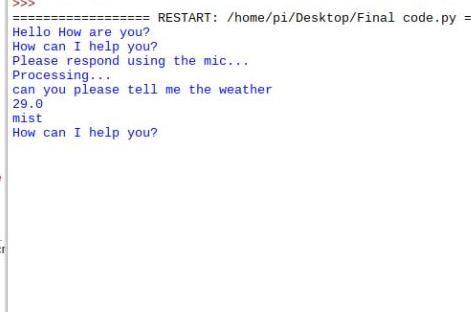 >>>
=================== RESTART: /home/pi/Desktop/Final code.py =
Hello How are you?
How can I help you?
Please respond using the mic...
Processing...
can you please tell me the weather
29.0
mist
How can I help you?